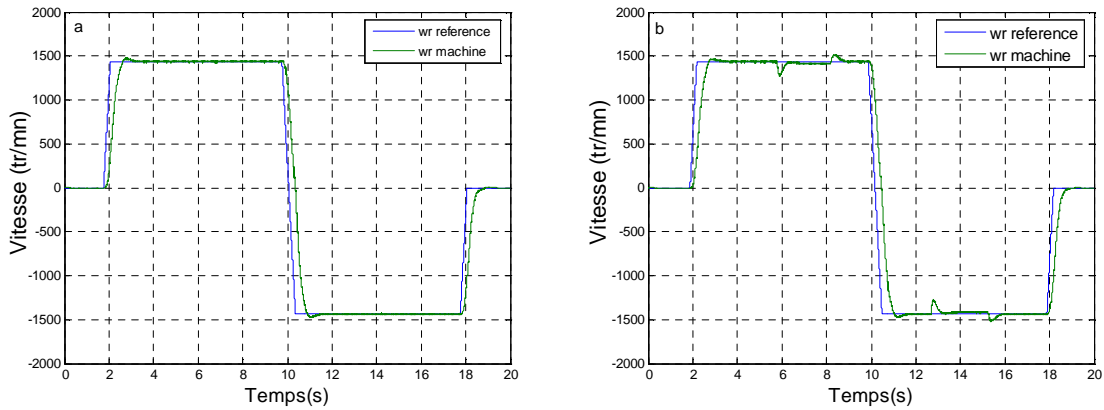 a
wr reference
wr machine
Vitesse (tr/mn)
2000
1500
1000
500
0
-500
-1000
-1500
-2000
0 2 4 6 8 10 12 14 16 18 20
Temps(s)
b
wr reference
wr machine
Vitesse (tr/mn)
2000
1500
1000
500
0
-500
-1000
-1500
-2000
0 2 4 6 8 10 12 14 16 18 20
Temps(s)